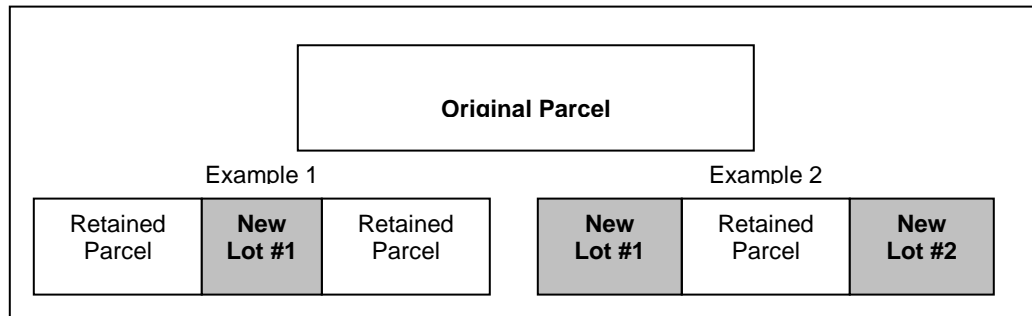 Original Parcel
Example 1
Example 2
Retained
Parcel
New
Lot #1
Retained
Parcel
New
Lot #1
Retained
Parcel
New
Lot #2